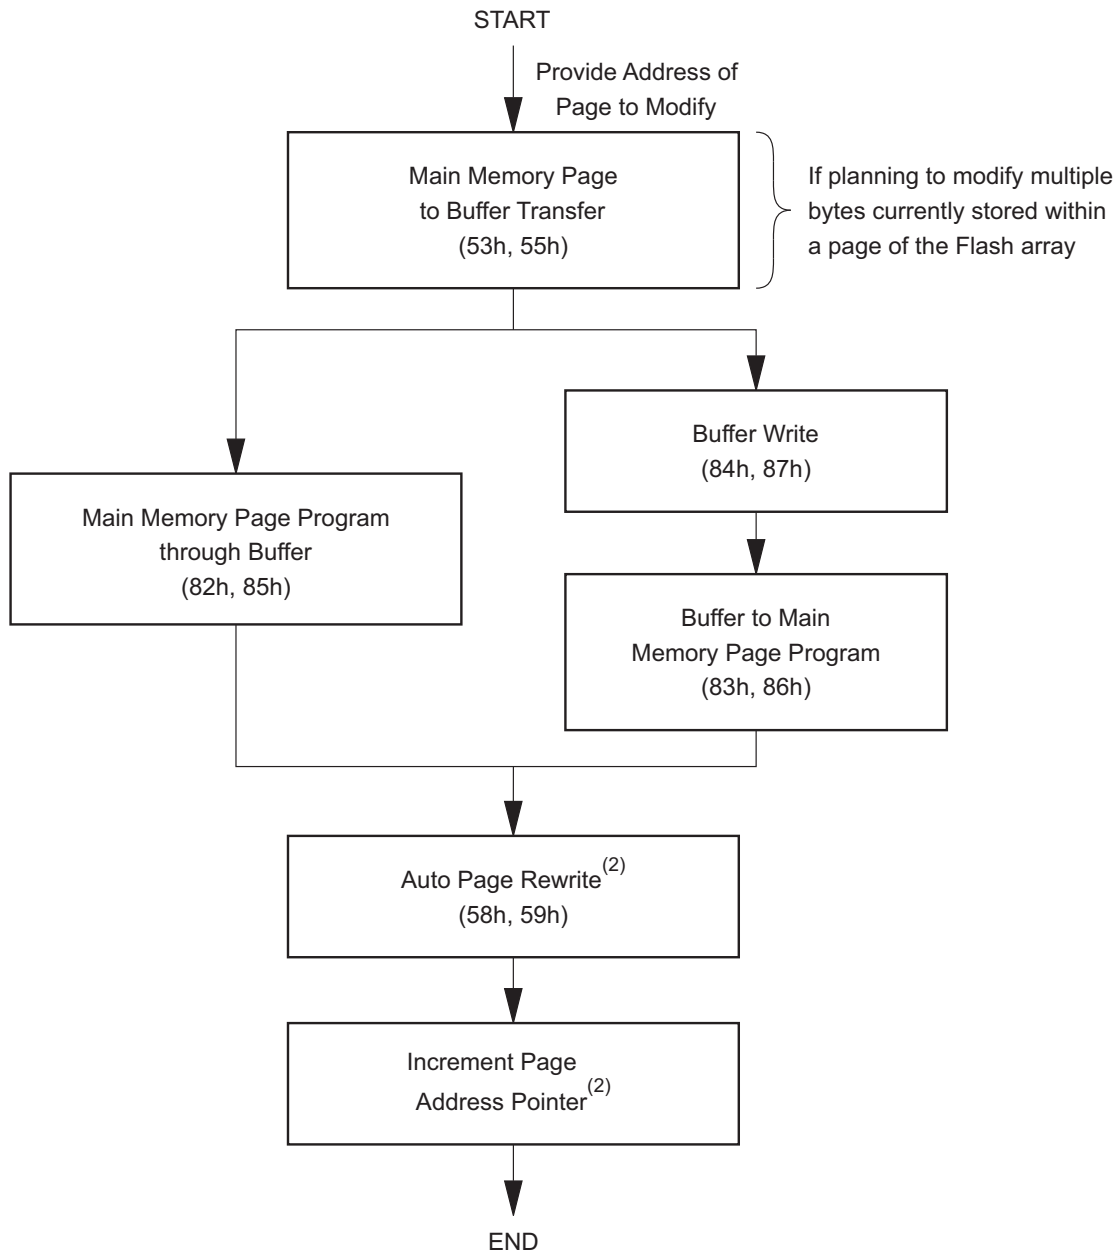 START
Provide Address of
Page to Modify
Main Memory Page
to Buffer Transfer
(53h, 55h)
If planning to modify multiple
bytes currently stored within
a page of the Flash array
Buffer Write
(84h, 87h)
Main Memory Page Program
through Buffer
(82h, 85h)
Buffer to Main
Memory Page Program
(83h, 86h)
Auto Page Rewrite(2)
(58h, 59h)
Increment Page
Address Pointer(2)
END